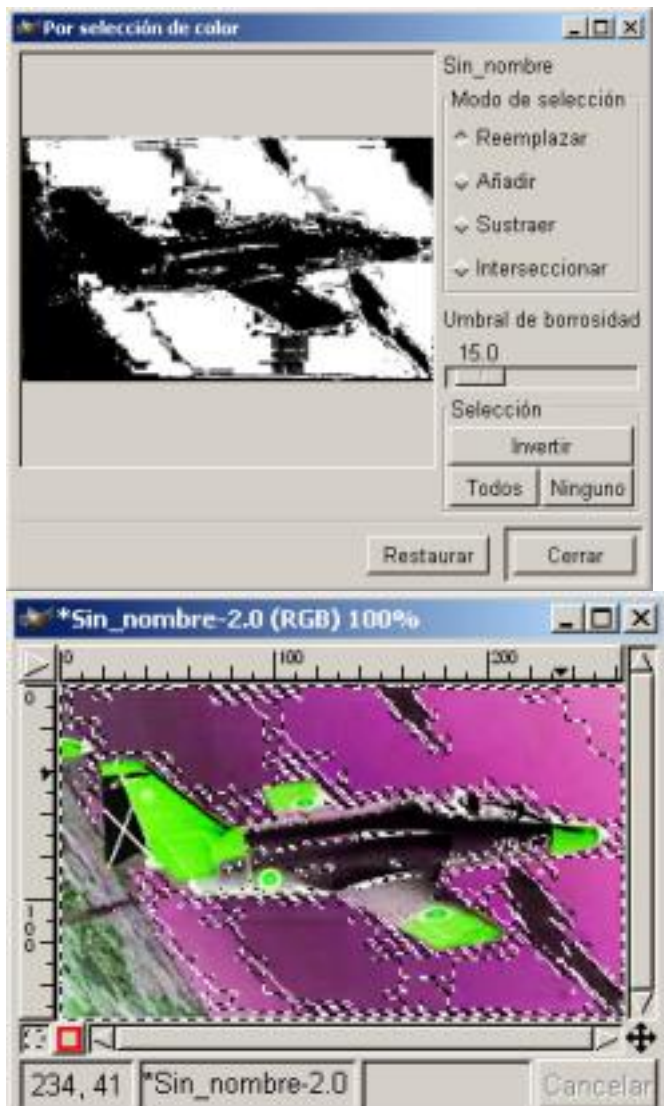 Por selección de color
Sin_nombre
Modo de selección
Reemplazar
Añadir
Sustraer
Interseccionar
Umbral de borrosidad
15.0
Selección
Invertir
Todos Ninguno
Restaurar Cerrar
*Sin_nombre-2.0 (RGB) 100%
0 100 200
0
100
234, 41 *Sin_nombre-2.0 Cancelar